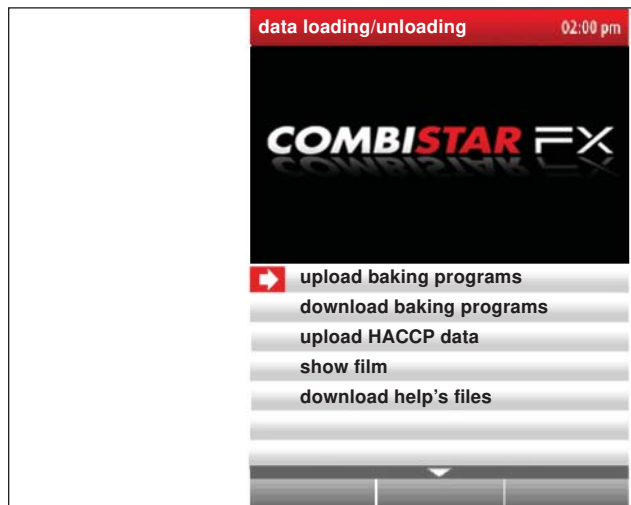 data loading/unloading 02:00 pm
COMBISTAR FX
upload baking programs
download baking programs
upload HACCP data
show film
download help's files